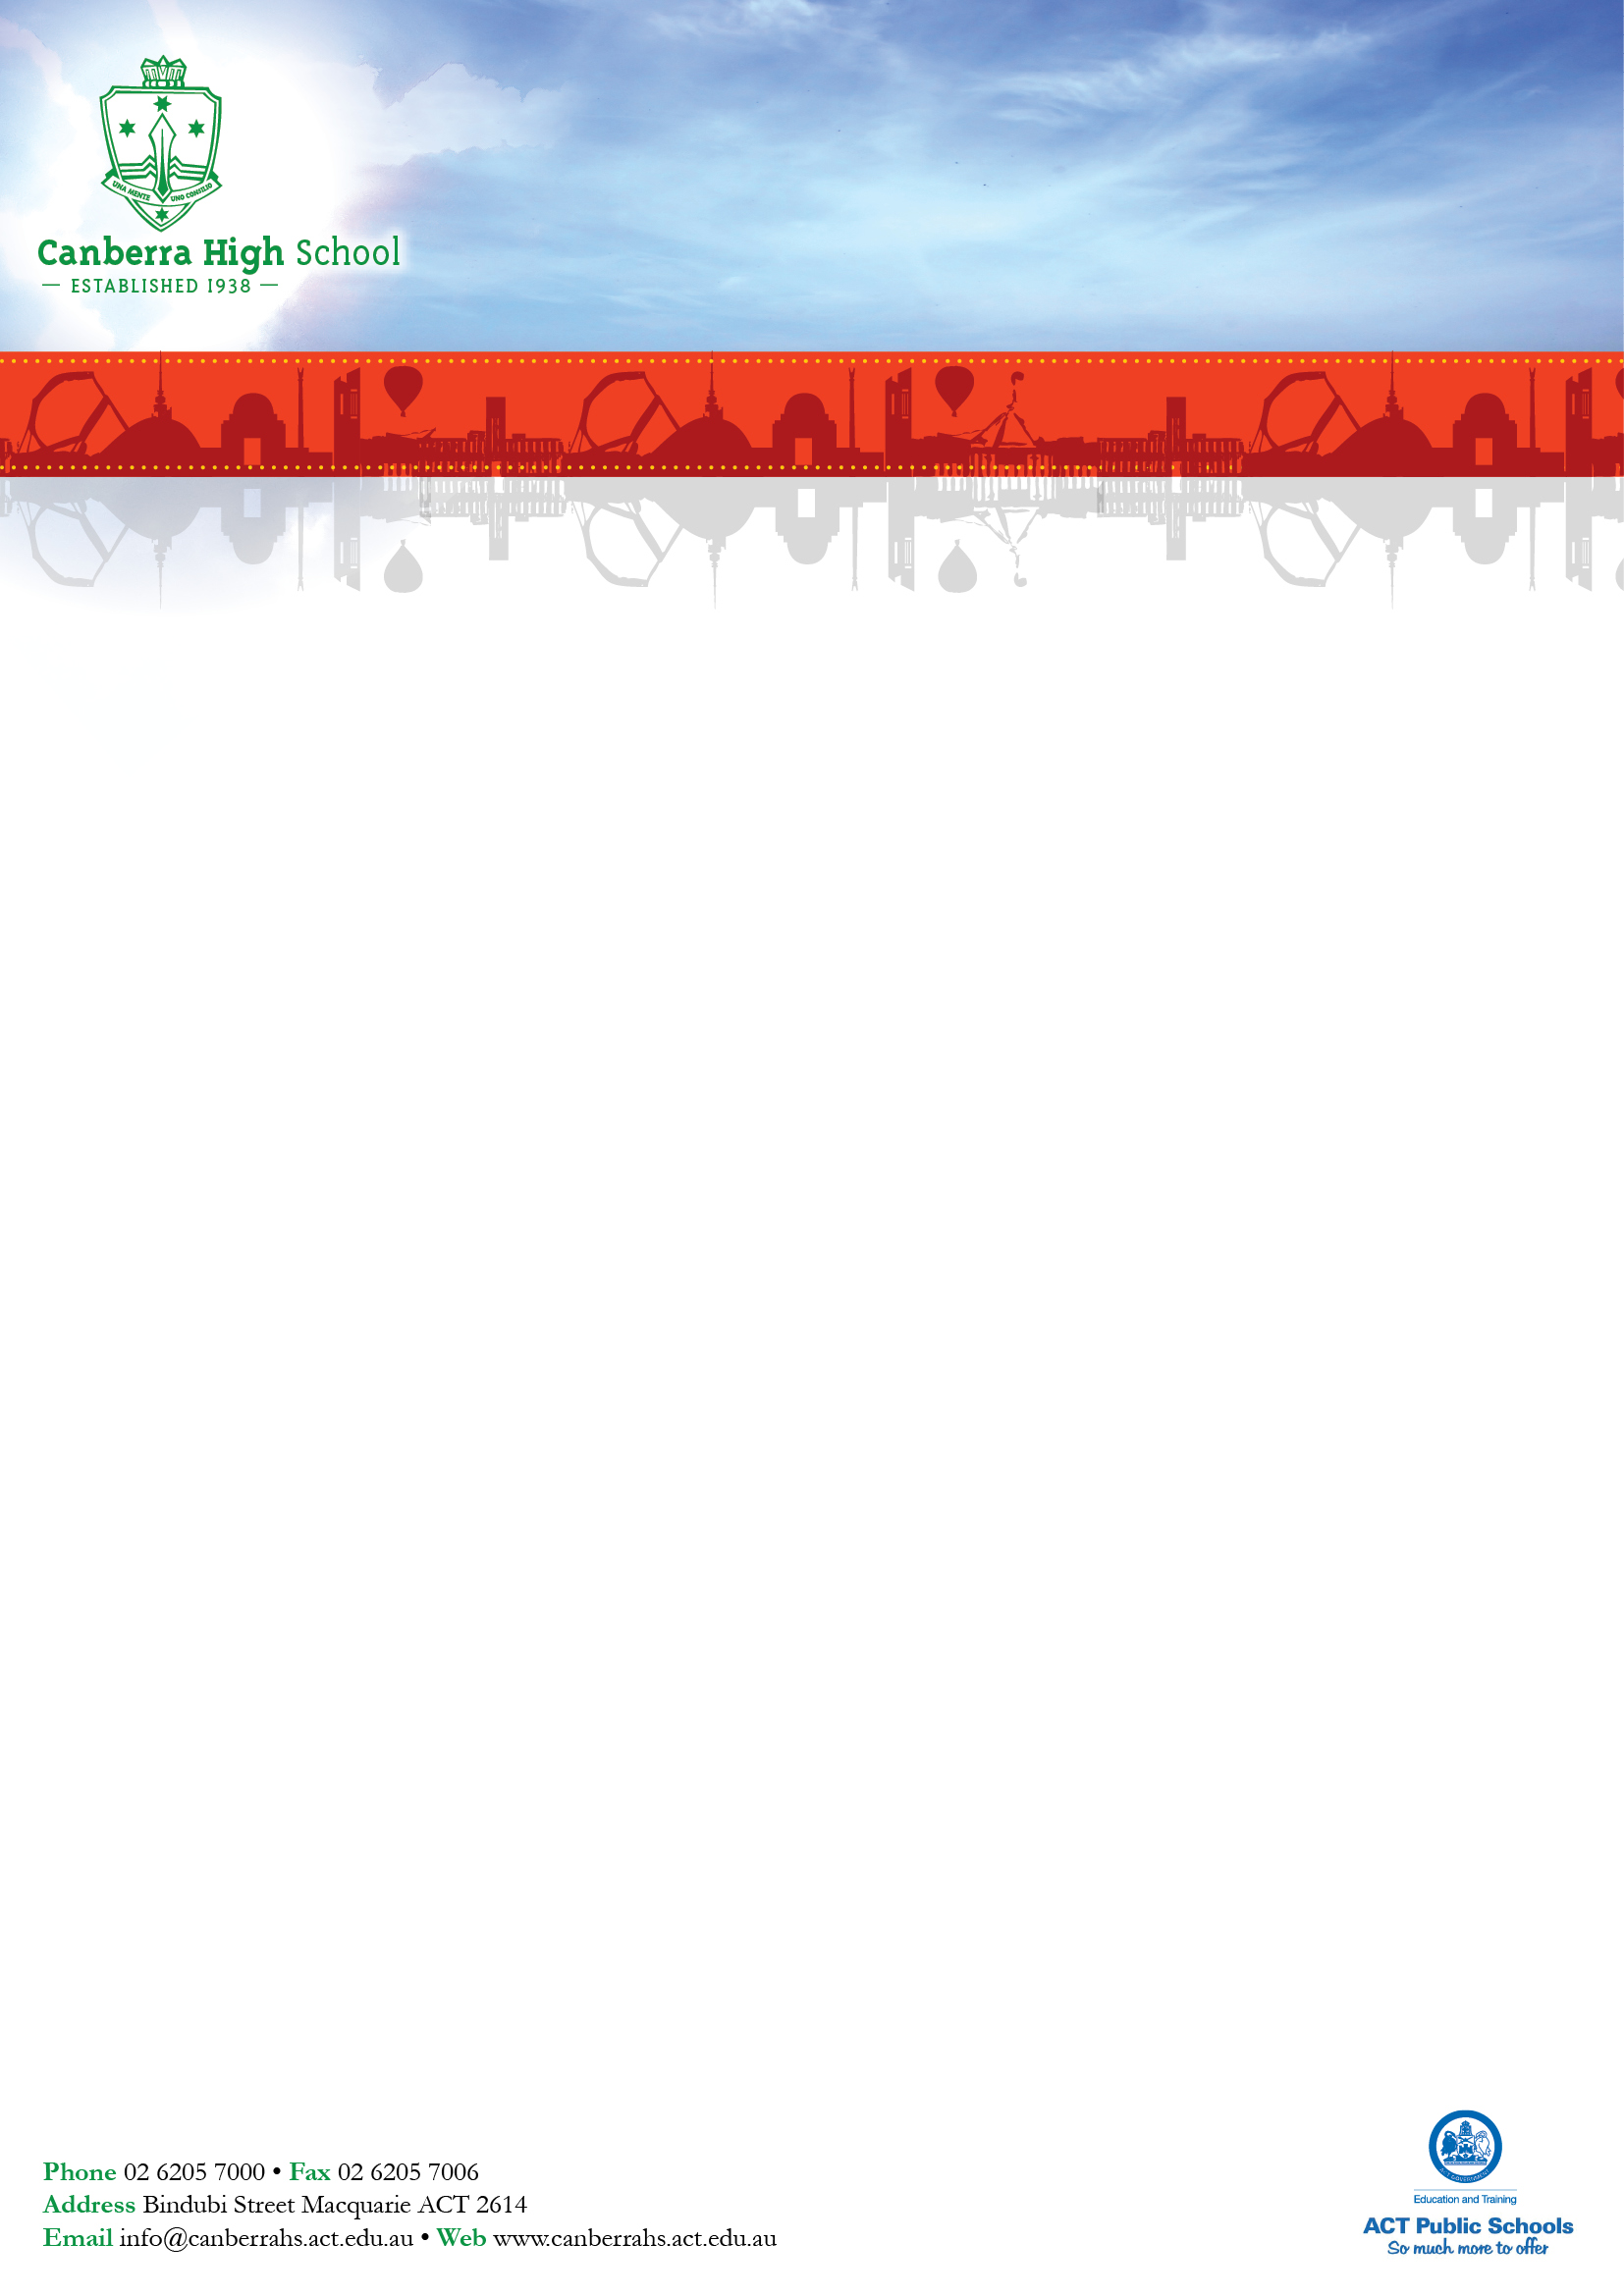 UNA MENTE UNO CONSILIO
Canberra High School
— ESTABLISHED 1938 —
Phone 02 6205 7000 • Fax 02 6205 7006
Address Bindubi Street Macquarie ACT 2614
Email info@canberrahs.act.edu.au • Web www.canberrahs.act.edu.au
ACT GOVERNMENT
Education and Training
ACT Public Schools
So much more to offer